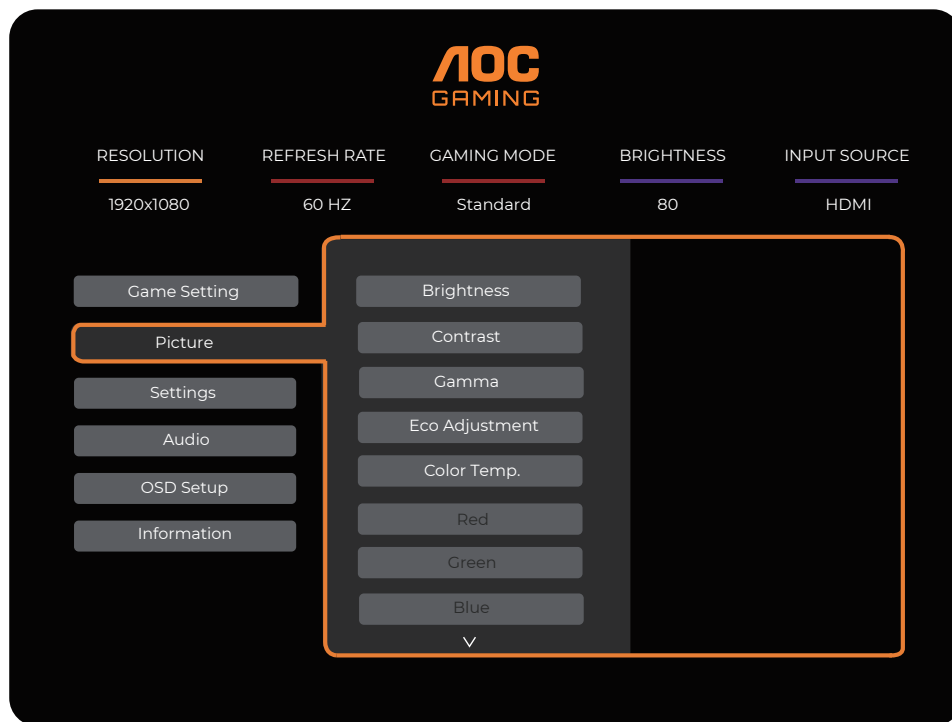 AOC
GAMING
RESOLUTION REFRESH RATE GAMING MODE BRIGHTNESS INPUT SOURCE
1920x1080 60 HZ Standard 80 HDMI
Game Setting
Picture
Settings
Audio
OSD Setup
Information
Brightness
Contrast
Gamma
Eco Adjustment
Color Temp.
Red
Green
Blue